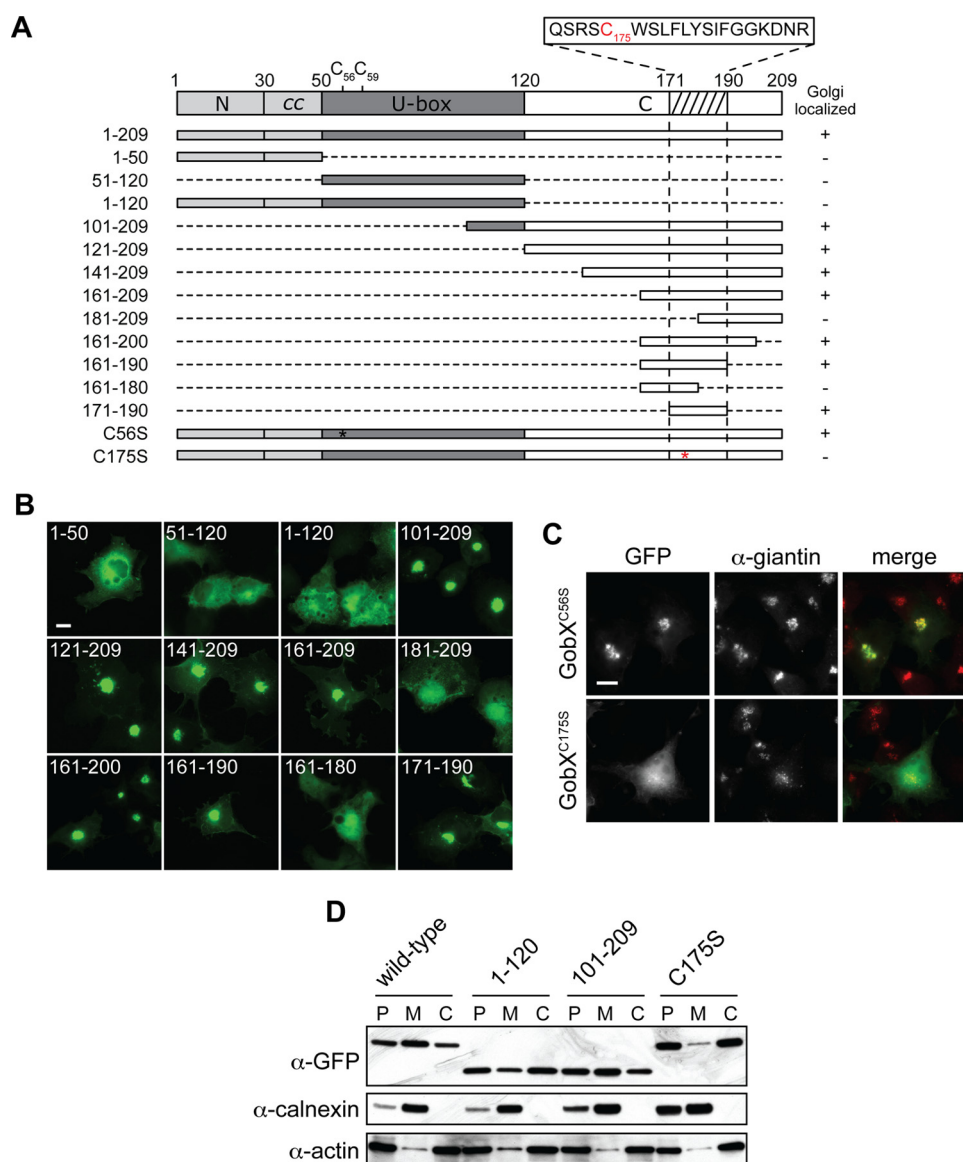 A
QSRSC175WSLFLYSIFGGKDNR
1 30 50 C56C59 120 171 190 209
Golgi
localized
N cc U-box C
1-209 +
1-50 -
51-120 -
1-120 -
101-209 +
121-209 +
141-209 +
161-209 +
181-209 -
161-200 +
161-190 +
161-180 -
171-190 +
C56S * +
C175S * -
B
1-50 51-120 1-120 101-209
121-209 141-209 161-209 181-209
161-200 161-190 161-180 171-190
C
GFP α-giantin merge
GobX^C56S
GobX^C175S
D
wild-type 1-120 101-209 C175S
P M C P M C P M C P M C
α-GFP
α-calnexin
α-actin